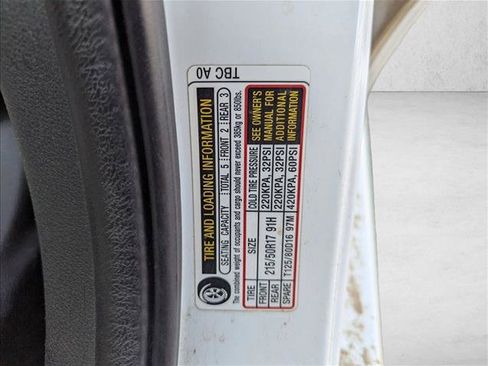 TBC A0
TIRE AND LOADING INFORMATION
SEATING CAPACITY TOTAL 5 FRONT 2 REAR 3
The combined weight of occupants and cargo should never exceed 385kg or 850lbs.
TIRE SIZE COLD TIRE PRESSURE
FRONT 215/50R17 91H 220KPA, 32PSI
REAR 220KPA, 32PSI
SPARE T125/80D16 97M 420KPA, 60PSI
SEE OWNER'S
MANUAL FOR
ADDITIONAL
INFORMATION